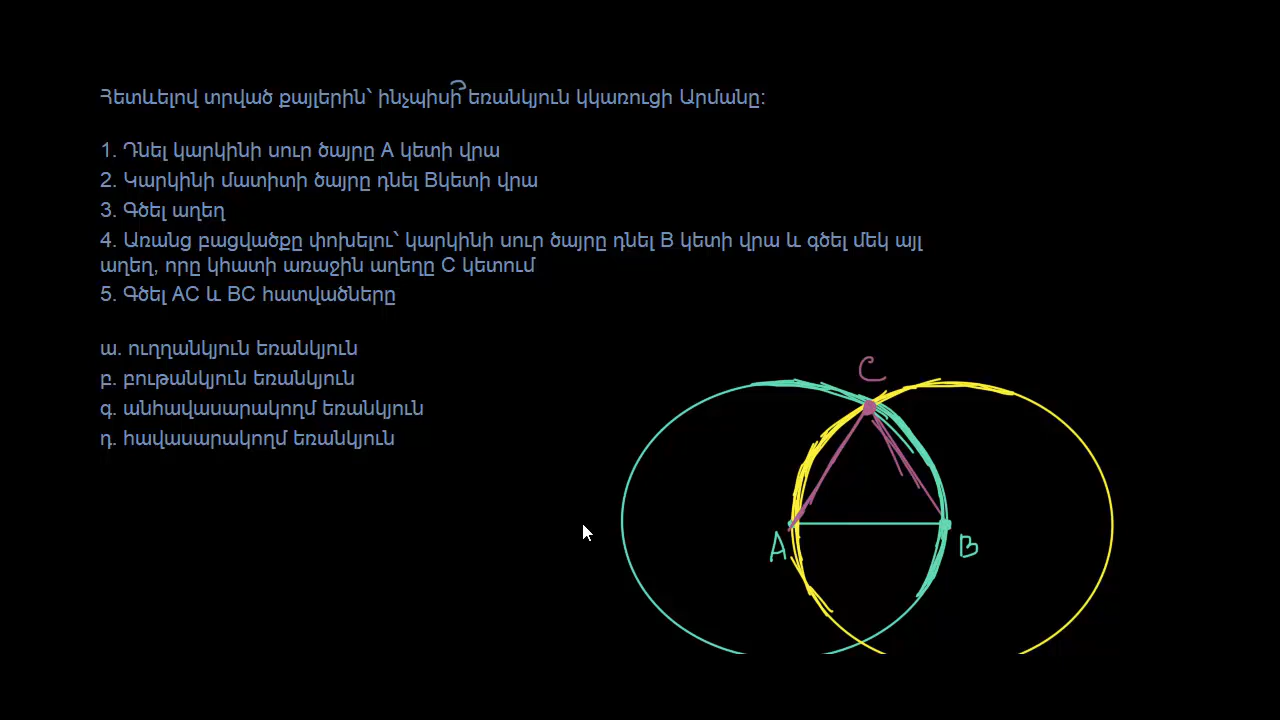 Հետևելով տրված քայլերին՝ ինչպիսի՞ եռանկյուն կկառուցի Արմանը:
1. Դնել կարկինի սուր ծայրը A կետի վրա
2. Կարկինի մատիտի ծայրը դնել Bկետի վրա
3. Գծել աղեղ
4. Առանց բացվածքը փոխելու՝ կարկինի սուր ծայրը դնել B կետի վրա և գծել մեկ այլ
աղեղ, որը կհատի առաջին աղեղը C կետում
5. Գծել AC և BC հատվածները
ա. ուղղանկյուն եռանկյուն
բ. բութանկյուն եռանկյուն
գ. անհավասարակողմ եռանկյուն
դ. հավասարակողմ եռանկյուն
C
A
B